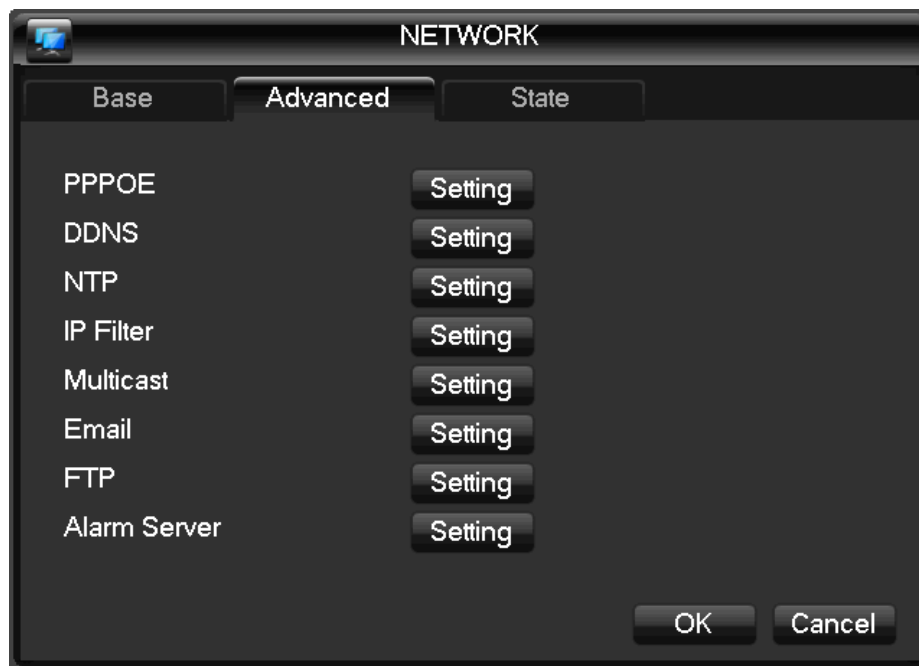 NETWORK
Base Advanced State
PPPOE Setting
DDNS Setting
NTP Setting
IP Filter Setting
Multicast Setting
Email Setting
FTP Setting
Alarm Server Setting
OK Cancel